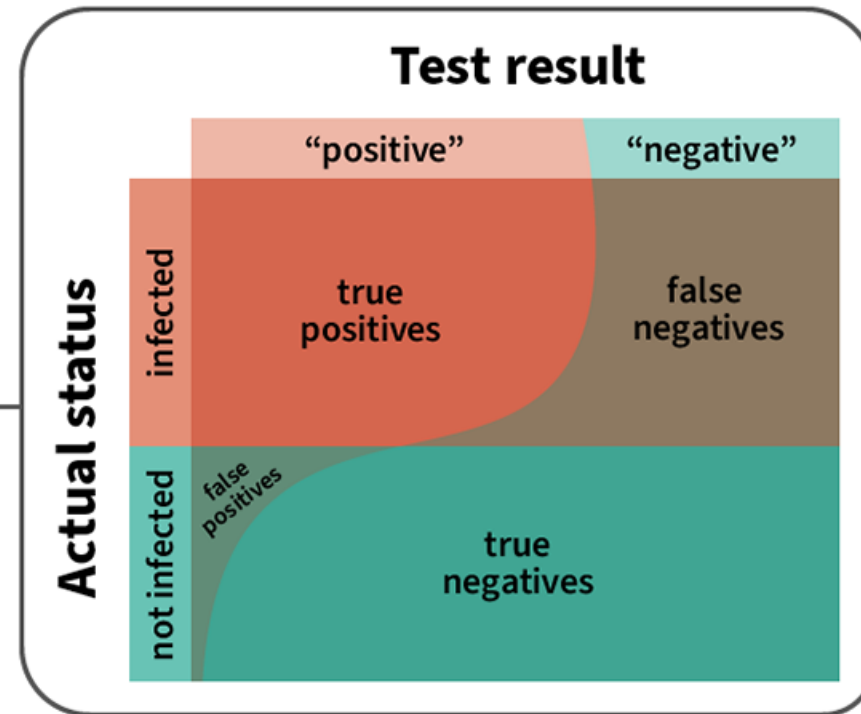 Test result
“positive”
“negative”
Actual status
infected
true
positives
false
negatives
not infected
false
positives
true
negatives